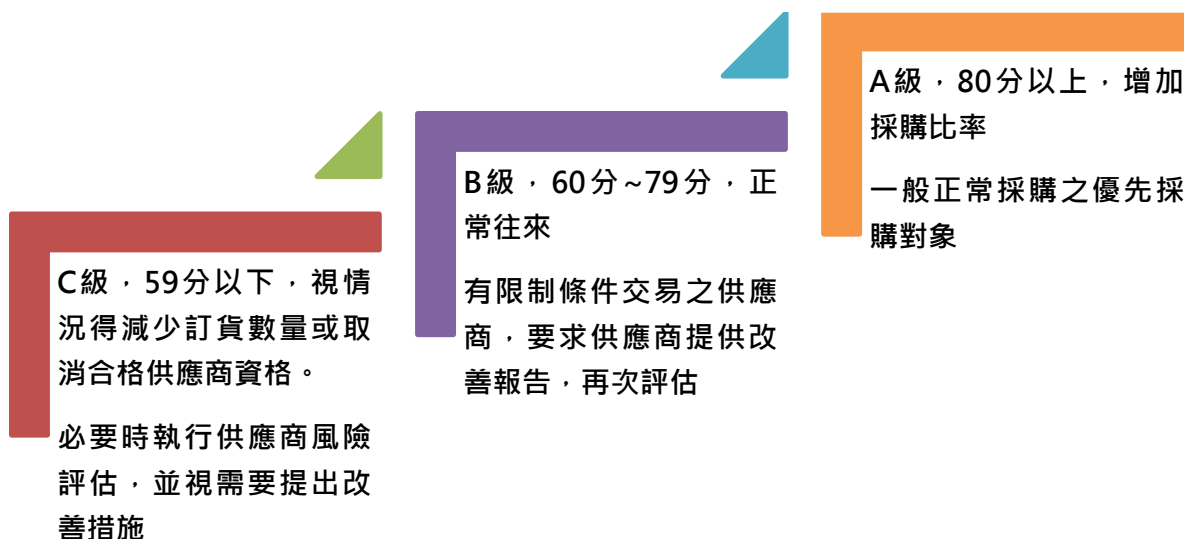 C級，59分以下，視情
況得減少訂貨數量或取
消合格供應商資格。
必要時執行供應商風險
評估，並視需要提出改
善措施
B級，60分~79分，正
常往來
有限制條件交易之供應
商，要求供應商提供改
善報告，再次評估
A級，80分以上，增加
採購比率
一般正常採購之優先採
購對象